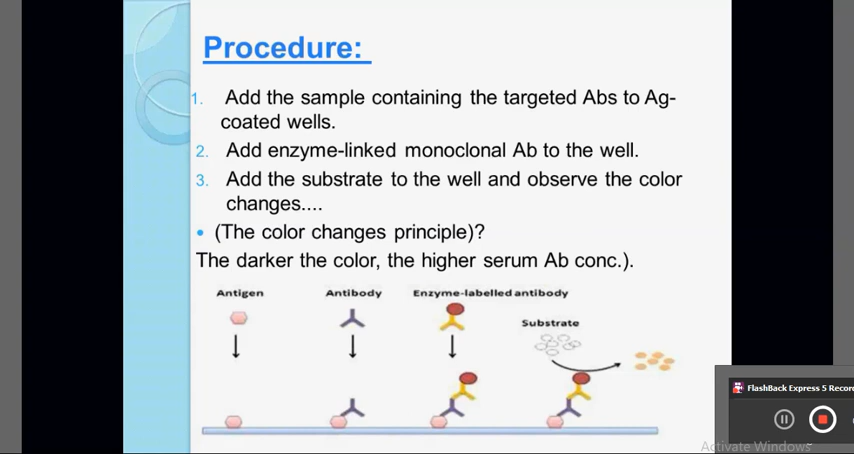 Procedure:
1. Add the sample containing the targeted Abs to Ag-
coated wells.
2. Add enzyme-linked monoclonal Ab to the well.
3. Add the substrate to the well and observe the color
changes....
• (The color changes principle)?
The darker the color, the higher serum Ab conc.).
Antigen Antibody Enzyme-labelled antibody
Substrate
FlashBack Express 5 Recor
Activate Windows